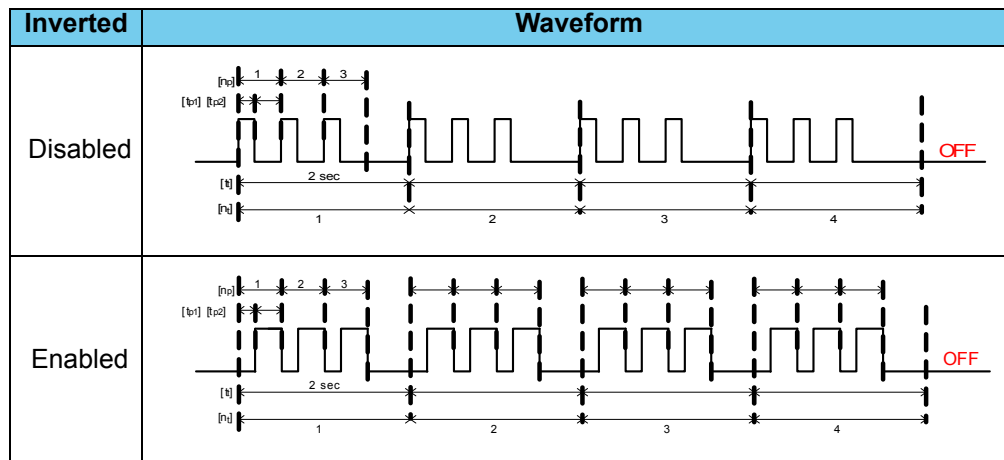 Inverted Waveform
Disabled
[np] 1 2 3
[tp1] [tp2]
OFF
2 sec
[tt]
[nt]
1 2 3 4
Enabled
[np] 1 2 3
[tp1] [tp2]
OFF
2 sec
[tt]
[nt]
1 2 3 4